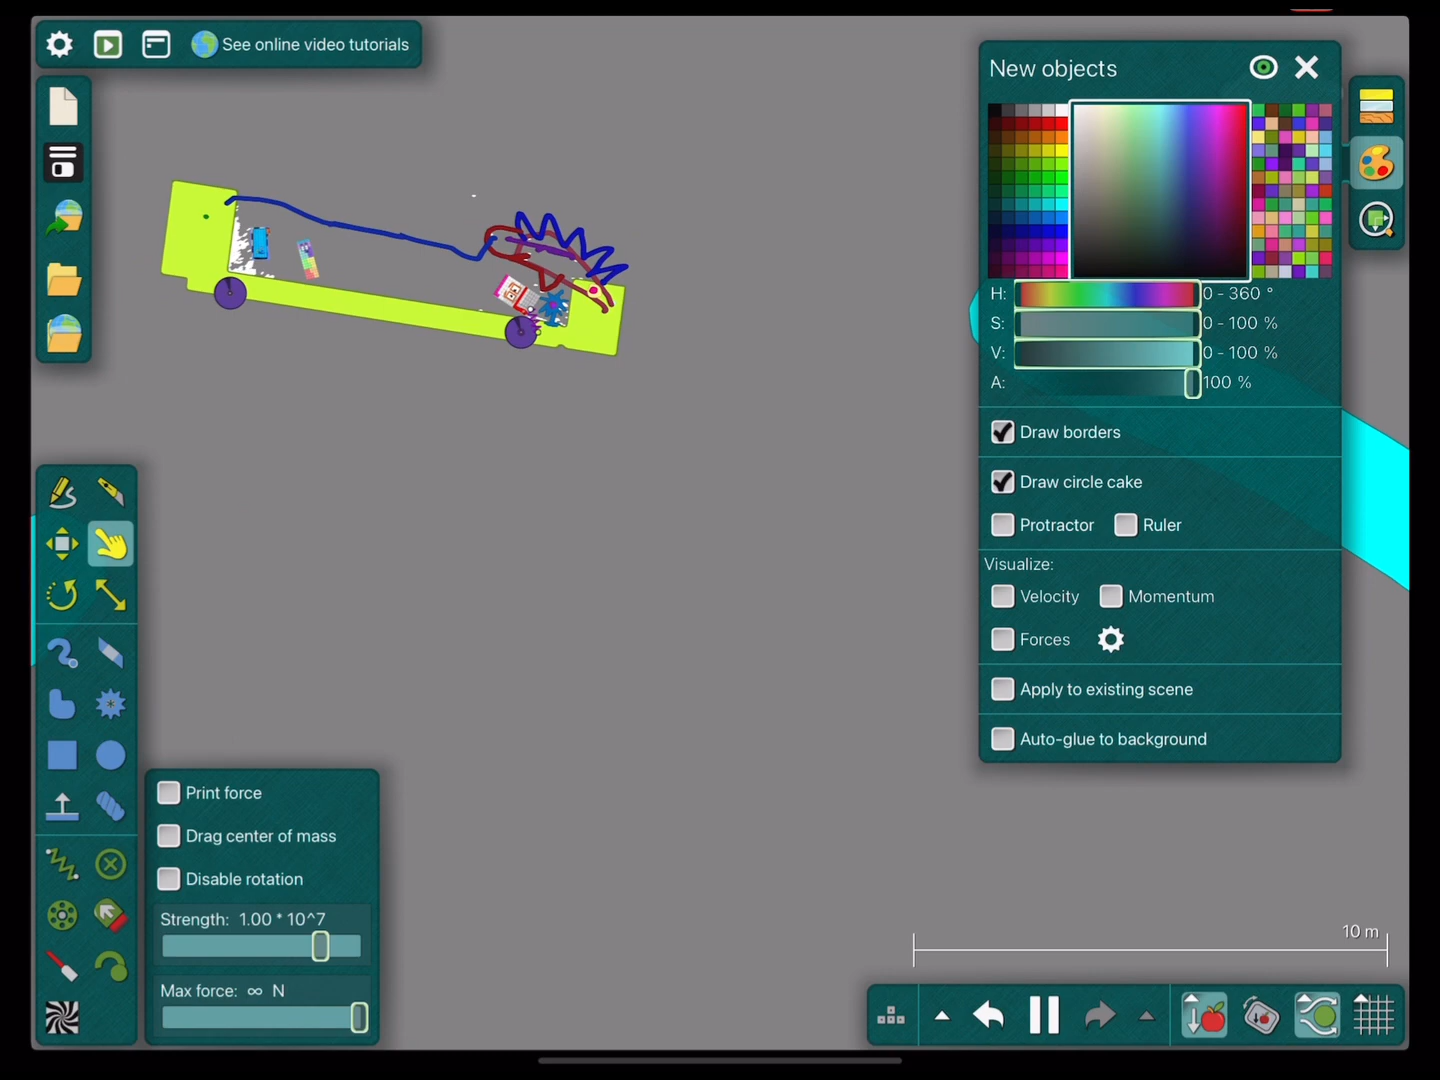 See online video tutorials
New objects
H: 0 - 360 °
S: 0 - 100 %
V: 0 - 100 %
A: 100 %
Draw borders
Draw circle cake
Protractor Ruler
Visualize:
Velocity Momentum
Forces
Apply to existing scene
Auto-glue to background
Print force
Drag center of mass
Disable rotation
Strength: 1.00 * 10^7
Max force: ∞ N
10 m